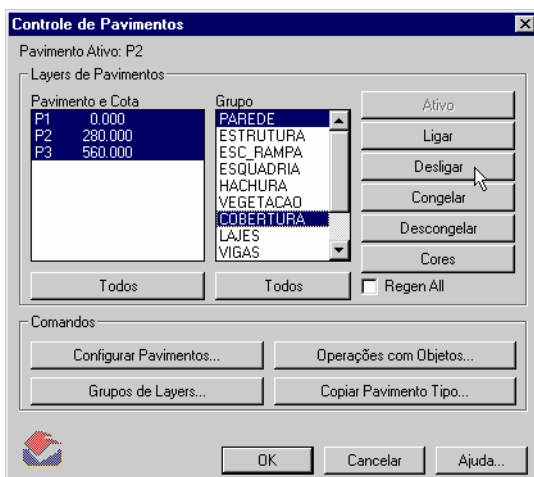 Controle de Pavimentos
Pavimento Ativo: P2
Layers de Pavimentos
Pavimento e Cota
P1 0.000
P2 280.000
P3 560.000
Todos
Grupo
PAREDE
ESTRUTURA
ESC_RAMPA
ESQUADRIA
HACHURA
VEGETACAO
COBERTURA
LAJES
VIGAS
Todos
Ativo
Ligar
Desligar
Congelar
Descongelar
Cores
Regen All
Comandos
Configurar Pavimentos...
Operações com Objetos...
Grupos de Layers...
Copiar Pavimento Tipo...
OK
Cancelar
Ajuda...